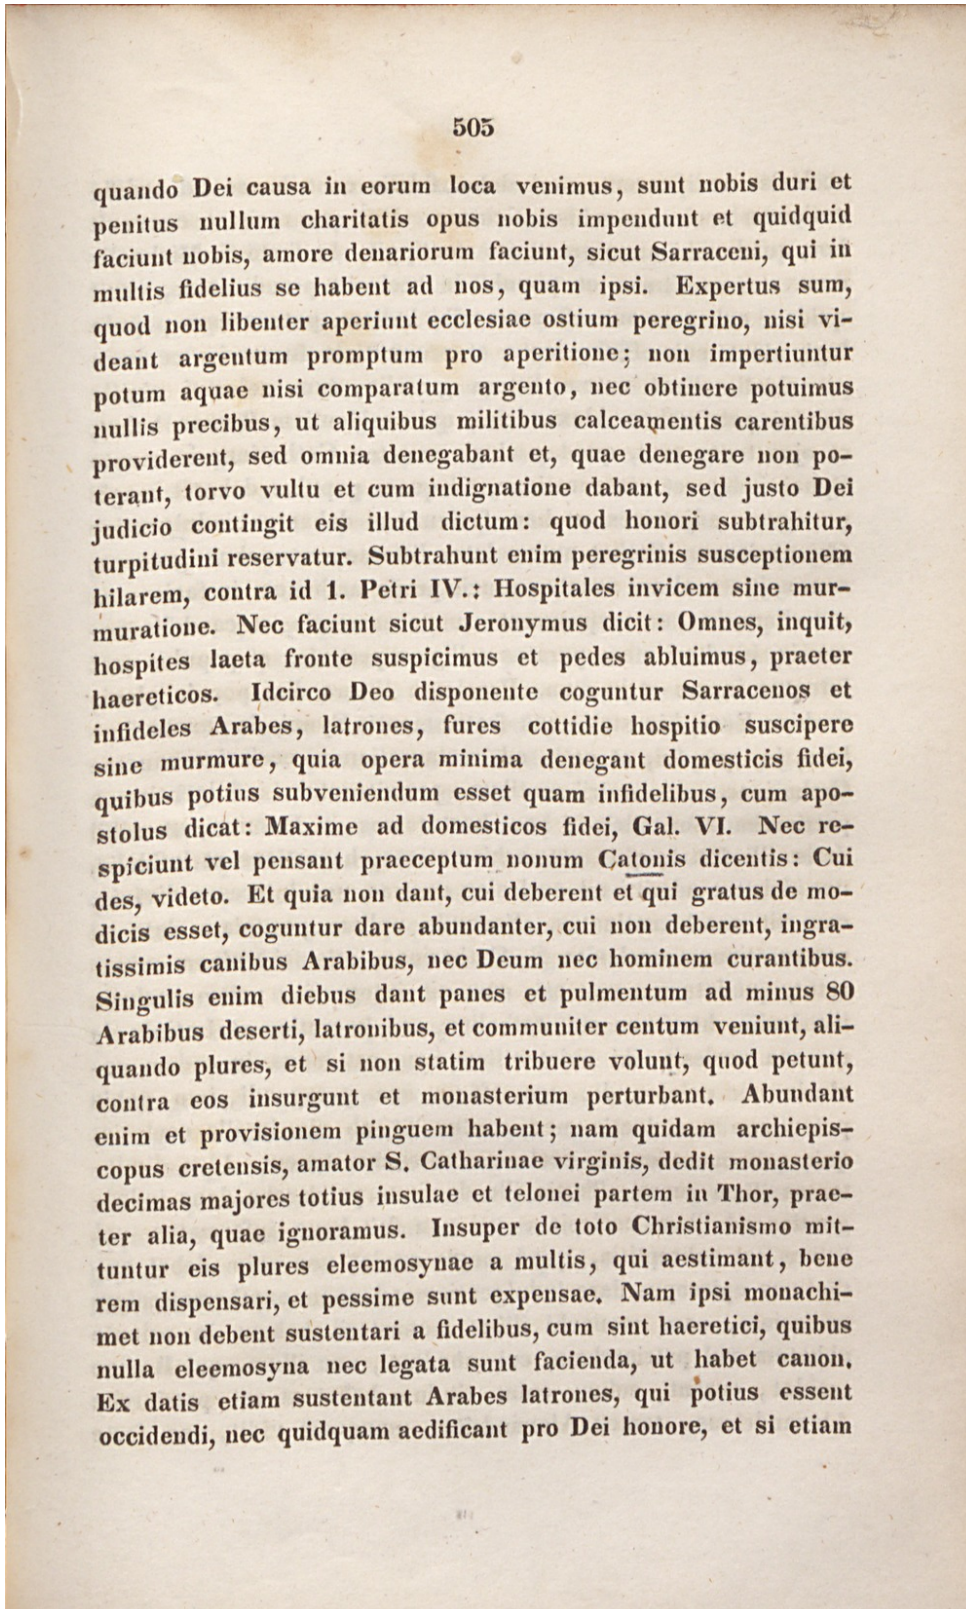 505
quando Dei causa in eorum loca venimus, sunt nobis duri et
penitus nullum charitatis opus nobis impendunt et quidquid
faciunt nobis, amore denariorum faciunt, sicut Sarraceni, qui in
multis fidelius se habent ad nos, quam ipsi. Expertus sum,
quod non libenter aperiunt ecclesiae ostium peregrino, nisi vi-
deant argentum promptum pro aperitione; non impertiuntur
potum aquae nisi comparatum argento, nec obtinere potuimus
nullis precibus, ut aliquibus militibus calceamentis carentibus
providerent, sed omnia denegabant et, quae denegare non po-
terant, torvo vultu et cum indignatione dabant, sed justo Dei
judicio contingit eis illud dictum: quod honori subtrahitur,
turpitudini reservatur. Subtrahunt enim peregrinis susceptionem
hilarem, contra id 1. Petri IV.: Hospitales invicem sine mur-
muratione. Nec faciunt sicut Jeronymus dicit: Omnes, inquit,
hospites laeta fronte suspicimus et pedes abluimus, praeter
haereticos. Idcirco Deo disponente coguntur Sarracenos et
infideles Arabes, latrones, fures cottidie hospitio suscipere
sine murmure, quia opera minima denegant domesticis fidei,
quibus potius subveniendum esset quam infidelibus, cum apo-
stolus dicat: Maxime ad domesticos fidei, Gal. VI. Nec re-
spiciunt vel pensant praeceptum nonum Catonis dicentis: Cui
des, videto. Et quia non dant, cui deberent et qui gratus de mo-
dicis esset, coguntur dare abundanter, cui non deberent, ingra-
tissimis canibus Arabibus, nec Deum nec hominem curantibus.
Singulis enim diebus dant panes et pulmentum ad minus 80
Arabibus deserti, latronibus, et communiter centum veniunt, ali-
quando plures, et si non statim tribuere volunt, quod petunt,
contra eos insurgunt et monasterium perturbant. Abundant
enim et provisionem pinguem habent; nam quidam archiepis-
copus cretensis, amator S. Catharinae virginis, dedit monasterio
decimas majores totius insulae et telonei partem in Thor, prae-
ter alia, quae ignoramus. Insuper de toto Christianismo mit-
tuntur eis plures eleemosynae a multis, qui aestimant, bene
rem dispensari, et pessime sunt expensae. Nam ipsi monachi-
met non debent sustentari a fidelibus, cum sint haeretici, quibus
nulla eleemosyna nec legata sunt facienda, ut habet canon.
Ex datis etiam sustentant Arabes latrones, qui potius essent
occidendi, nec quidquam aedificant pro Dei honore, et si etiam